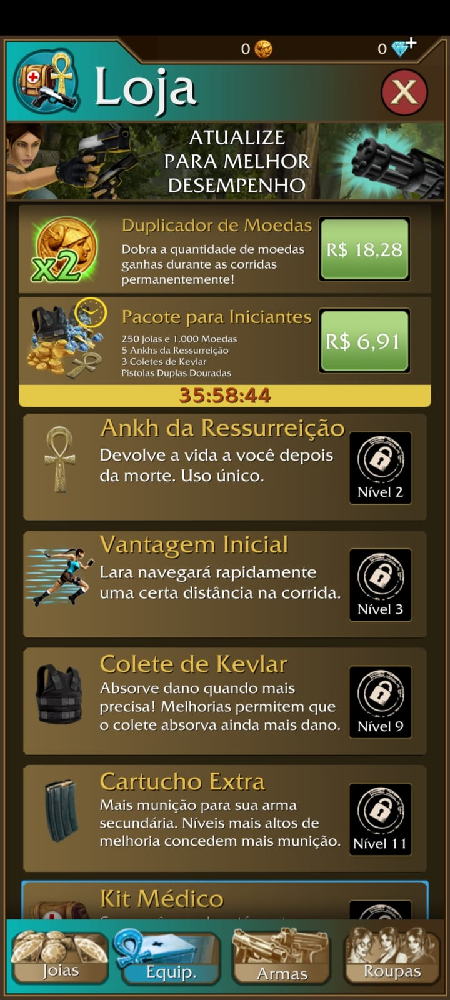 0
0
Loja
X
ATUALIZE
PARA MELHOR
DESEMPENHO
x2
Duplicador de Moedas
Dobra a quantidade de moedas
ganhas durante as corridas
permanentemente!
R$ 18,28
Pacote para Iniciantes
250 Joias e 1.000 Moedas
5 Ankhs da Ressurreição
3 Coletes de Kevlar
Pistolas Duplas Douradas
R$ 6,91
35:58:44
Ankh da Ressurreição
Devolve a vida a você depois
da morte. Uso único.
Nível 2
Vantagem Inicial
Lara navegará rapidamente
uma certa distância na corrida.
Nível 3
Colete de Kevlar
Absorve dano quando mais
precisa! Melhorias permitem que
o colete absorva ainda mais dano.
Nível 9
Cartucho Extra
Mais munição para sua arma
secundária. Níveis mais altos de
melhoria concedem mais munição.
Nível 11
Kit Médico
Joias
Equip.
Armas
Roupas